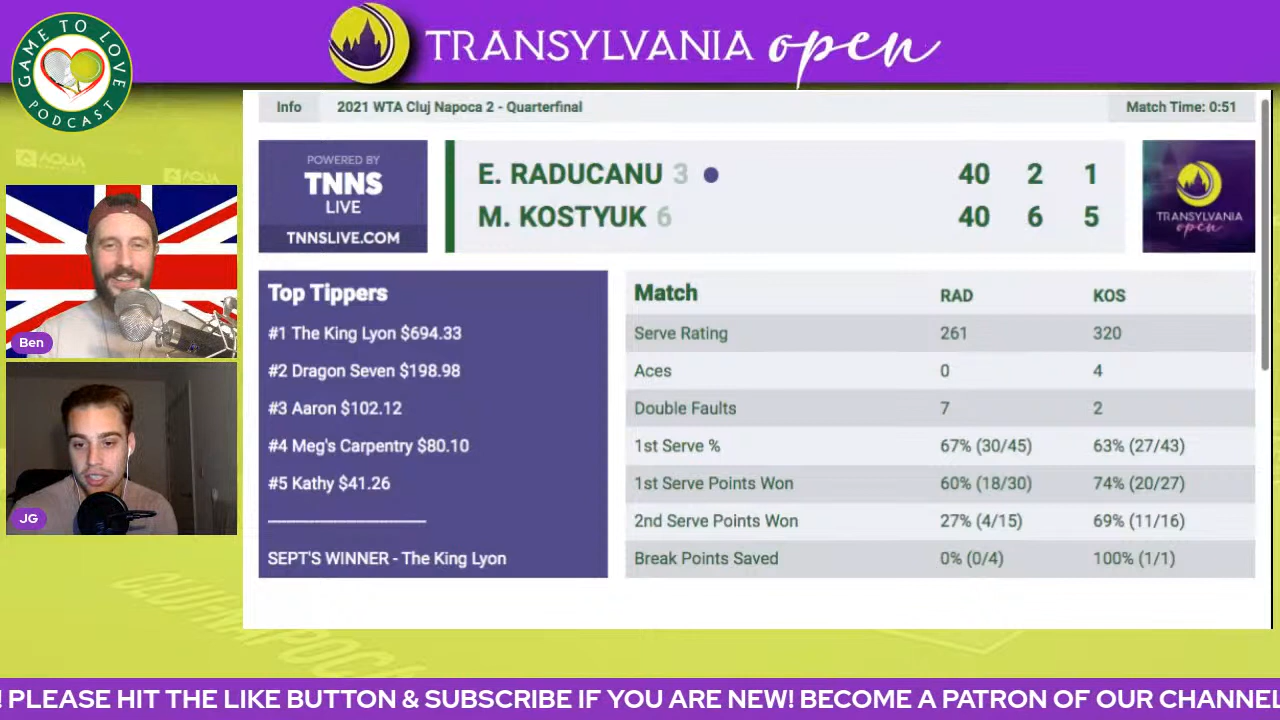 GAME TO LOVE
PODCAST
TRANSYLVANIA open
Info 2021 WTA Cluj Napoca 2 - Quarterfinal Match Time: 0:51
POWERED BY
TNNS
LIVE
TNNSLIVE.COM
E. RADUCANU 3 40 2 1
M. KOSTYUK 6 40 6 5
TRANSYLVANIA
open
Top Tippers
#1 The King Lyon $694.33
#2 Dragon Seven $198.98
#3 Aaron $102.12
#4 Meg's Carpentry $80.10
#5 Kathy $41.26
SEPT'S WINNER - The King Lyon
Match RAD KOS
Serve Rating 261 320
Aces 0 4
Double Faults 7 2
1st Serve % 67% (30/45) 63% (27/43)
1st Serve Points Won 60% (18/30) 74% (20/27)
2nd Serve Points Won 27% (4/15) 69% (11/16)
Break Points Saved 0% (0/4) 100% (1/1)
AQUA
AQUA
Ben
JG
CLUJ-NAPOCA
! PLEASE HIT THE LIKE BUTTON & SUBSCRIBE IF YOU ARE NEW! BECOME A PATRON OF OUR CHANNEL